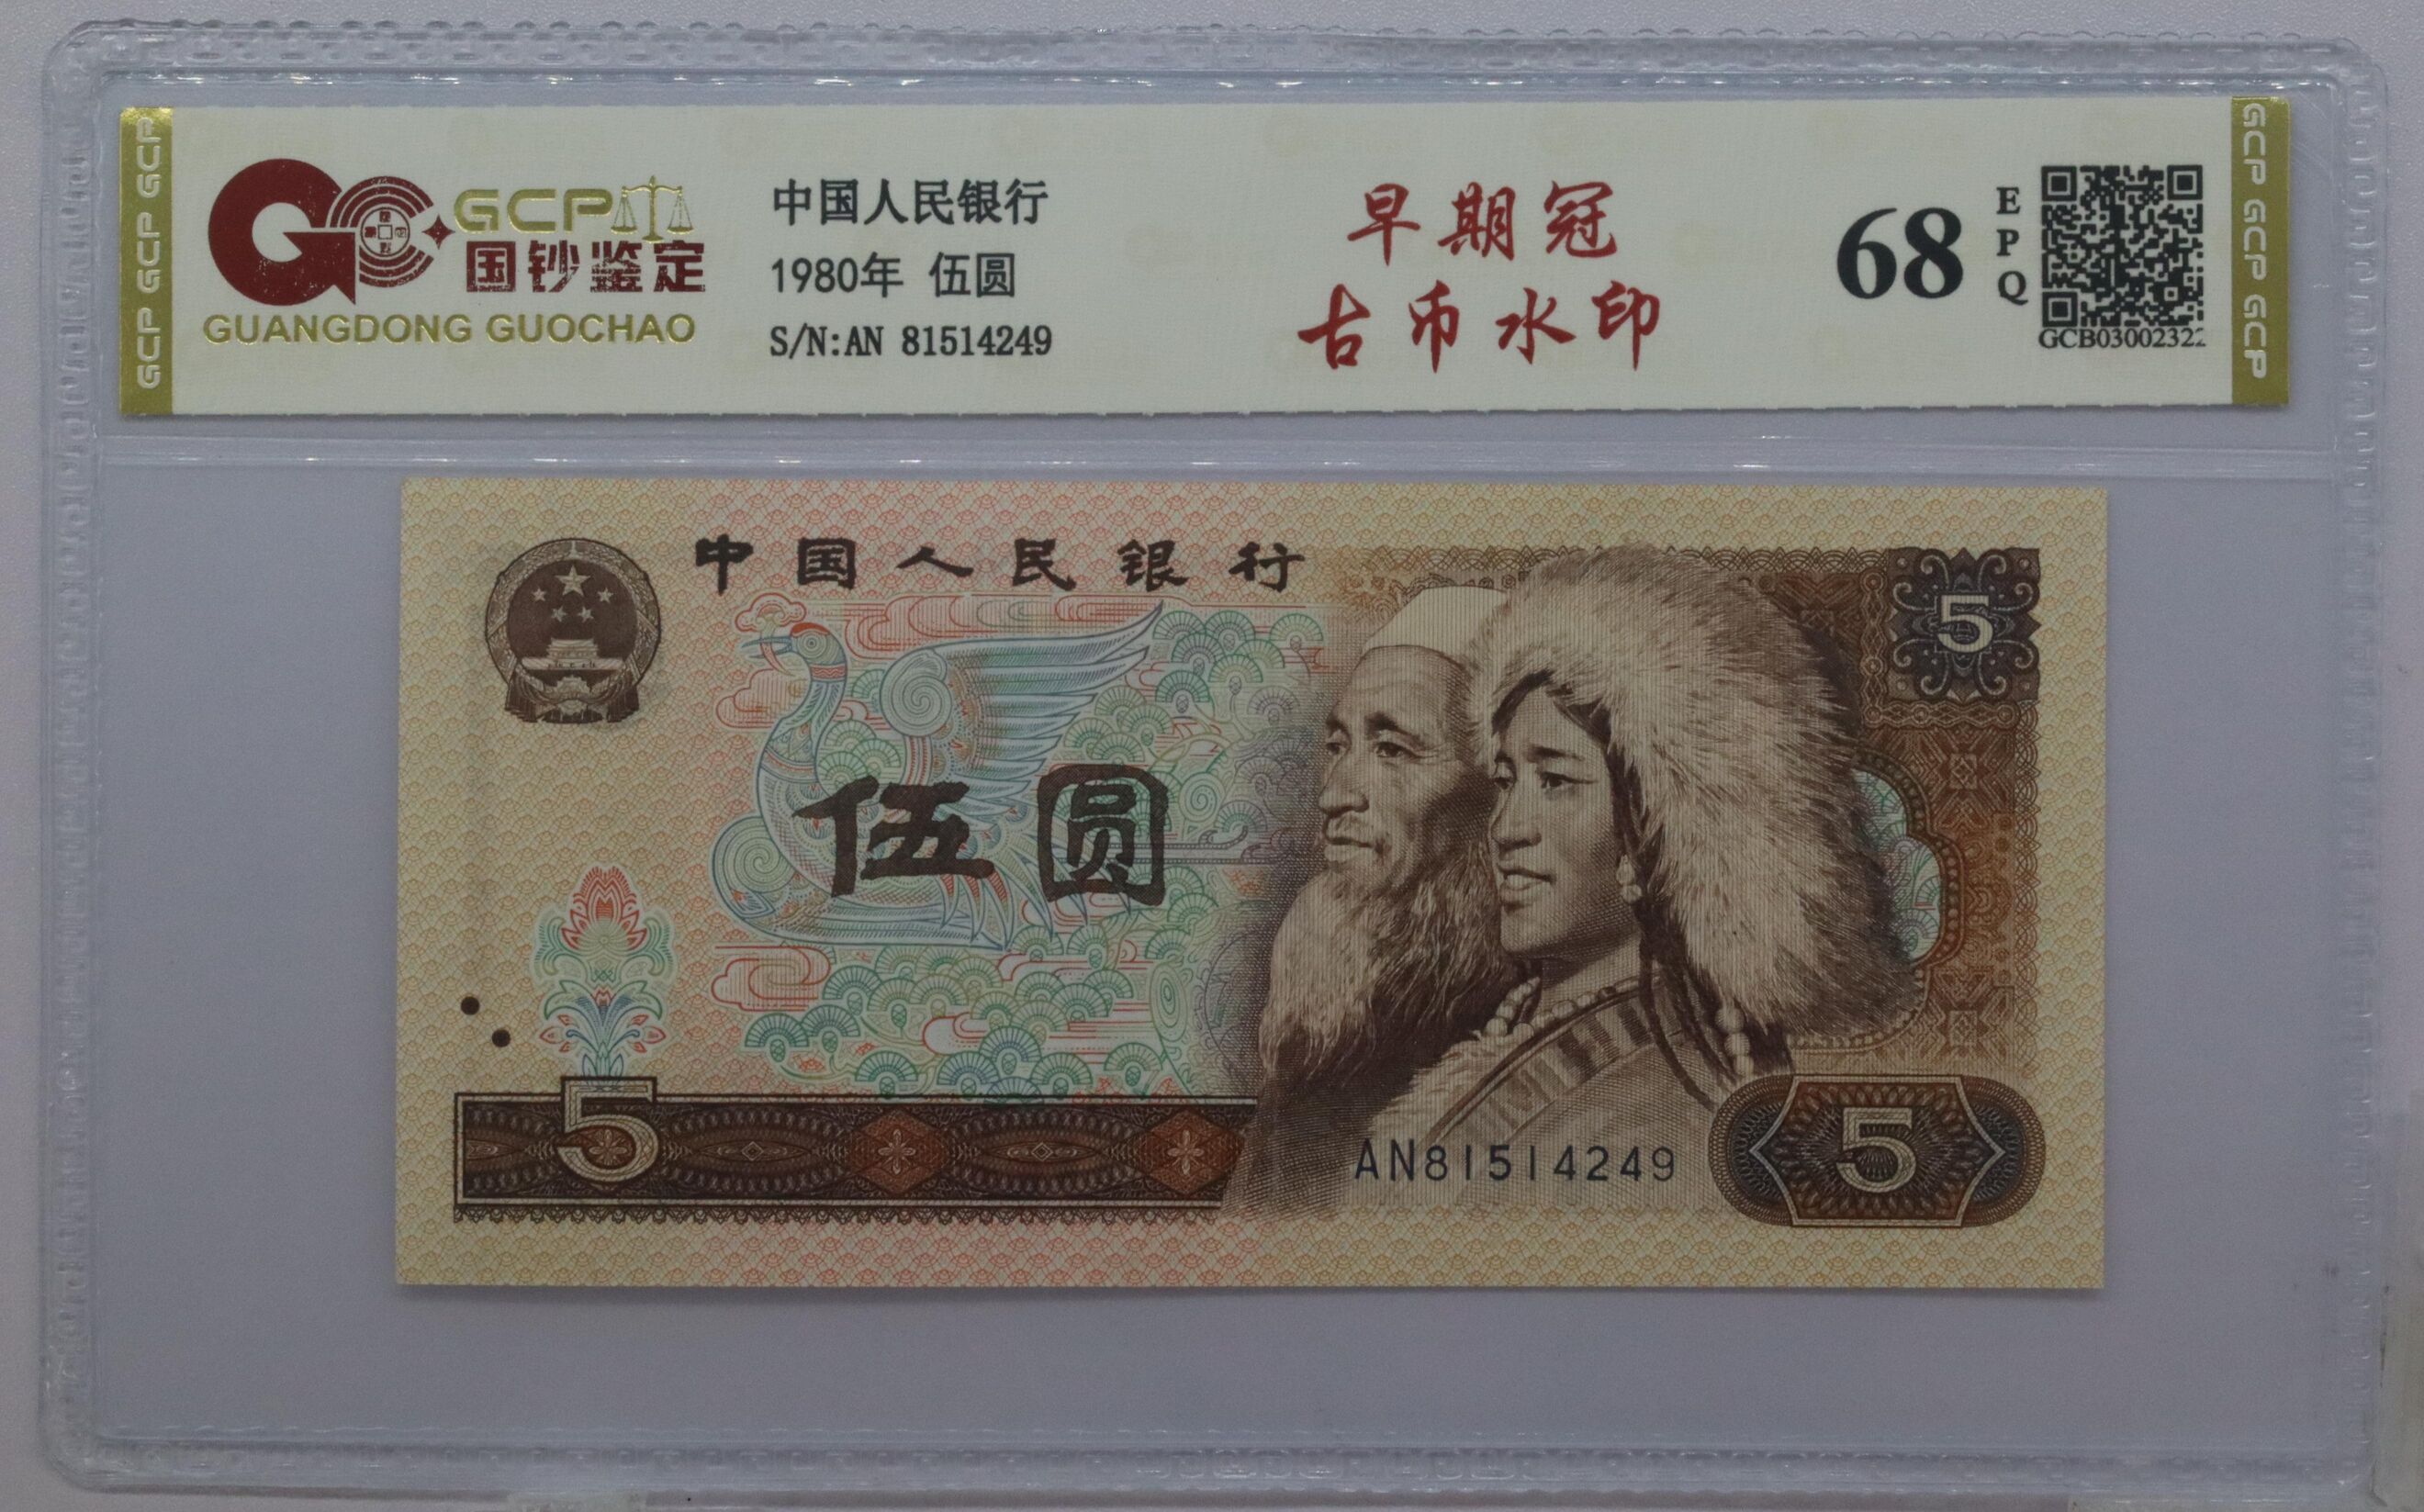 GCP GCP GCP
GCP
国钞鉴定
GUANGDONG GUOCHAO
中国人民银行
1980年 伍圆
S/N:AN 81514249
早期冠
古币水印
68
EPQ
GCB03002322
GCP GCP GCP
中国人民银行
5
伍圆
5
AN81514249
5